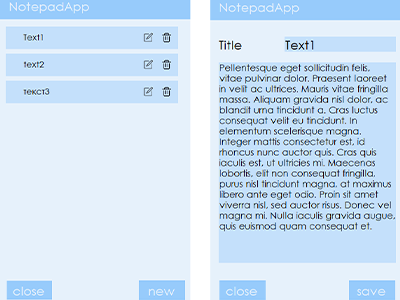 NotepadApp
Text1
text2
текст3
close
new
NotepadApp
Title
Text1
Pellentesque eget sollicitudin felis,
vitae pulvinar dolor. Praesent laoreet
in velit ac ultrices. Mauris vitae fringilla
massa. Aliquam gravida nisl dolor, ac
blandit urna tincidunt a. Cras luctus
consequat velit eu tincidunt. In
elementum scelerisque magna.
Integer mattis consectetur est, id
rhoncus nunc auctor quis. Cras quis
iaculis est, ut ultricies mi. Maecenas
lobortis, elit non consequat fringilla,
purus nisl tincidunt magna, at maximus
libero ante eget odio. Proin sit amet
viverra nisl, sed auctor risus. Donec vel
magna mi. Nulla iaculis gravida augue,
quis euismod quam consequat et.
close
save